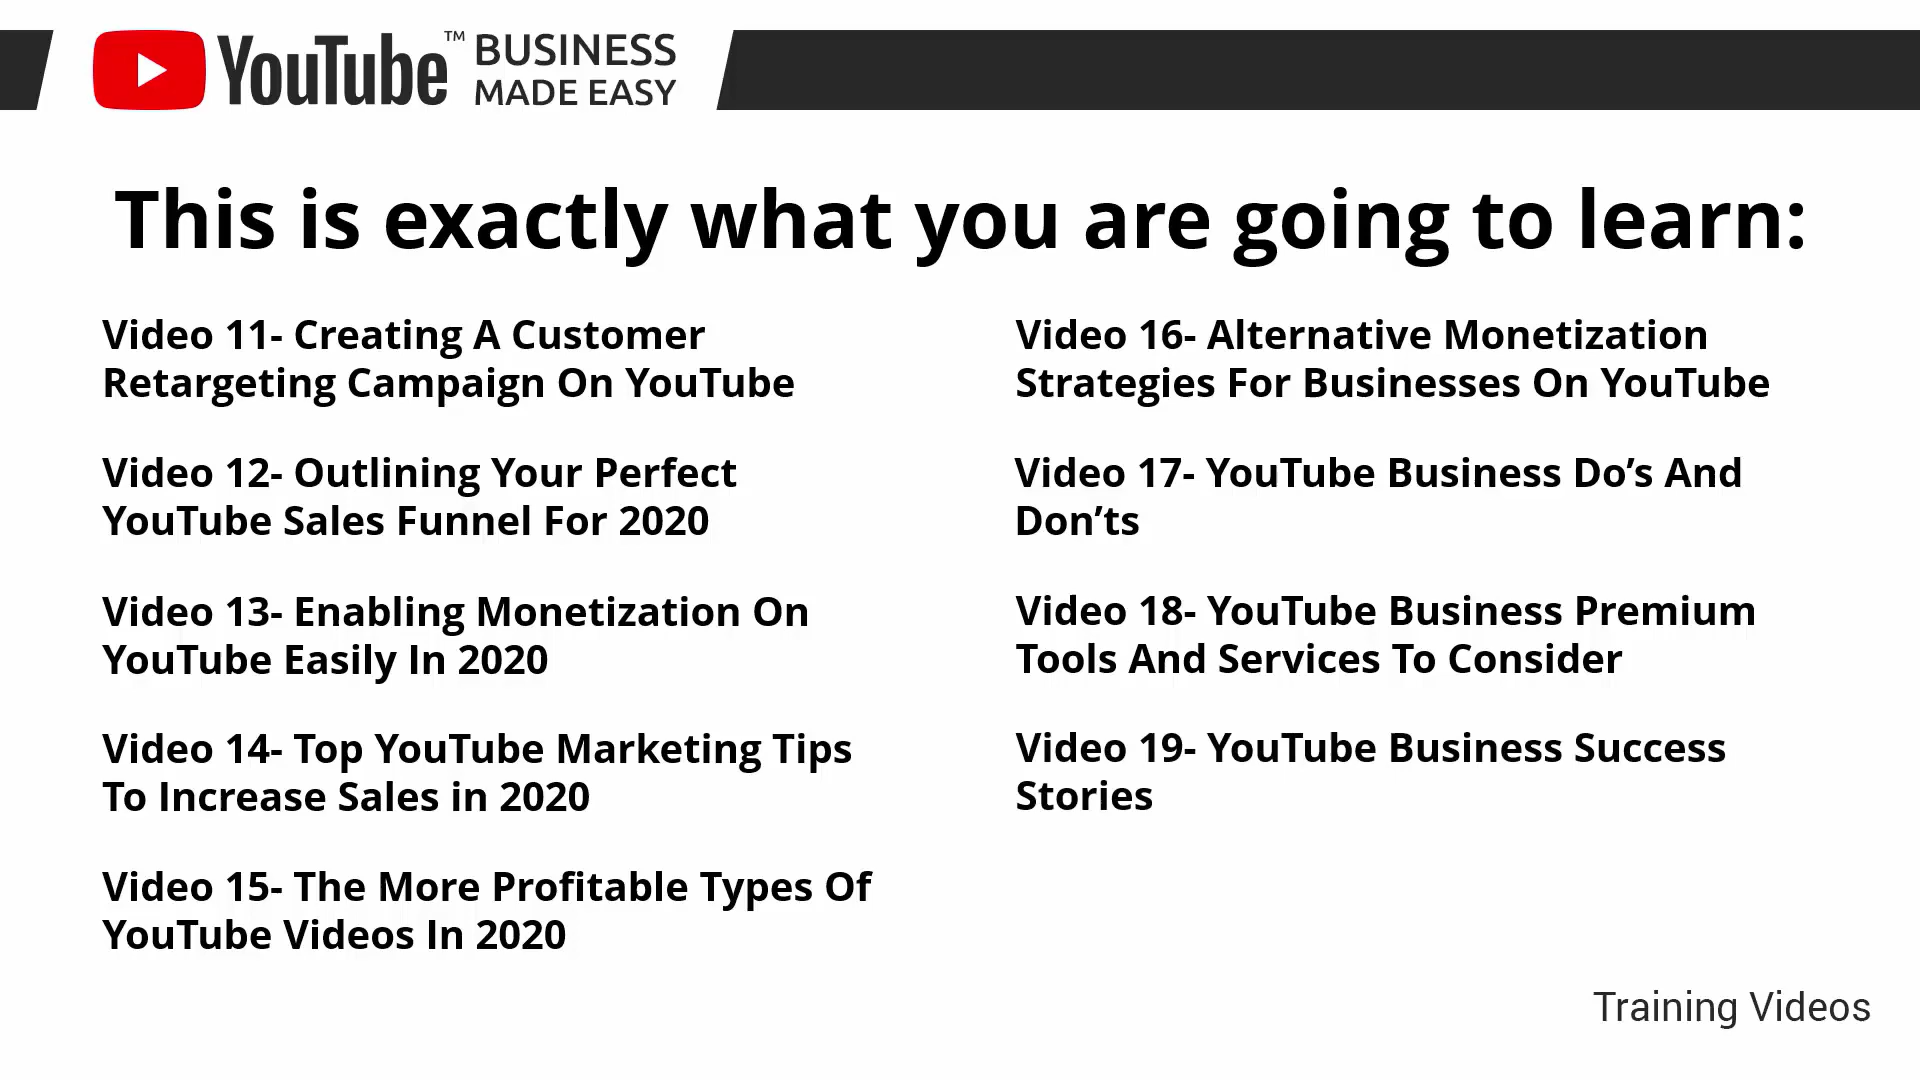 YouTube™ BUSINESS
MADE EASY
This is exactly what you are going to learn:
Video 11- Creating A Customer
Retargeting Campaign On YouTube
Video 12- Outlining Your Perfect
YouTube Sales Funnel For 2020
Video 13- Enabling Monetization On
YouTube Easily In 2020
Video 14- Top YouTube Marketing Tips
To Increase Sales in 2020
Video 15- The More Profitable Types Of
YouTube Videos In 2020
Video 16- Alternative Monetization
Strategies For Businesses On YouTube
Video 17- YouTube Business Do’s And
Don’ts
Video 18- YouTube Business Premium
Tools And Services To Consider
Video 19- YouTube Business Success
Stories
Training Videos